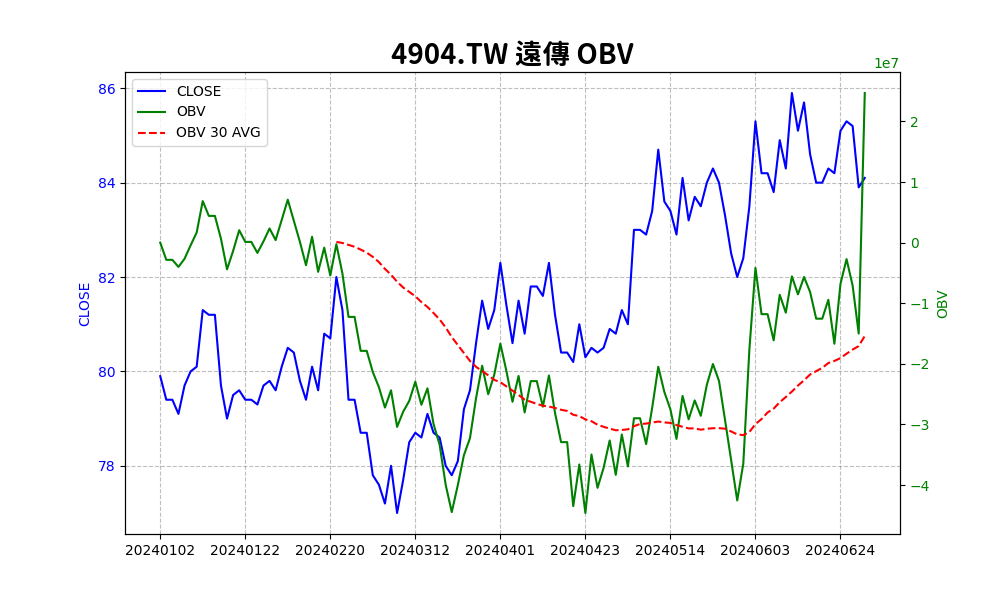 4904.TW 遠傳 OBV
1e7
CLOSE
OBV
OBV 30 AVG
86
84
82
80
78
CLOSE
2
1
0
−1
−2
−3
−4
OBV
20240102 20240122 20240220 20240312 20240401 20240423 20240514 20240603 20240624